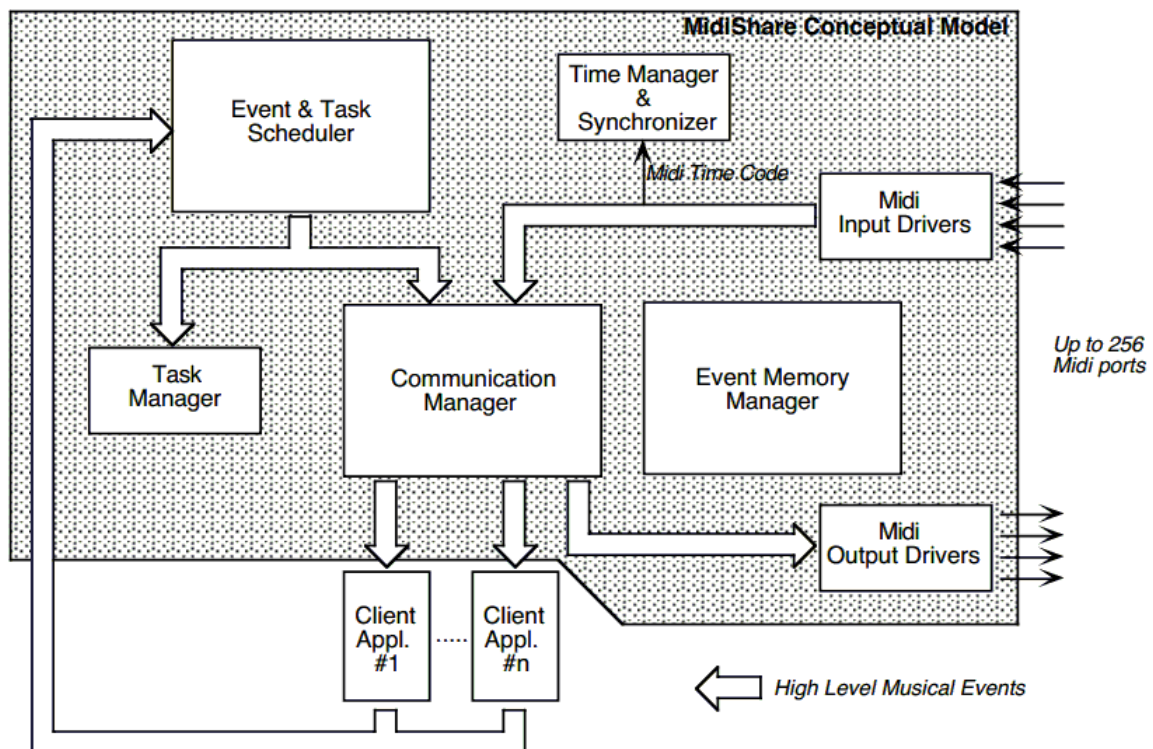 MidiShare Conceptual Model
Event & Task
Scheduler
Time Manager
&
Synchronizer
Midi Time Code
Midi
Input Drivers
Task
Manager
Communication
Manager
Event Memory
Manager
Up to 256
Midi ports
Midi
Output Drivers
Client
Appl.
#1
.....
Client
Appl.
#n
High Level Musical Events